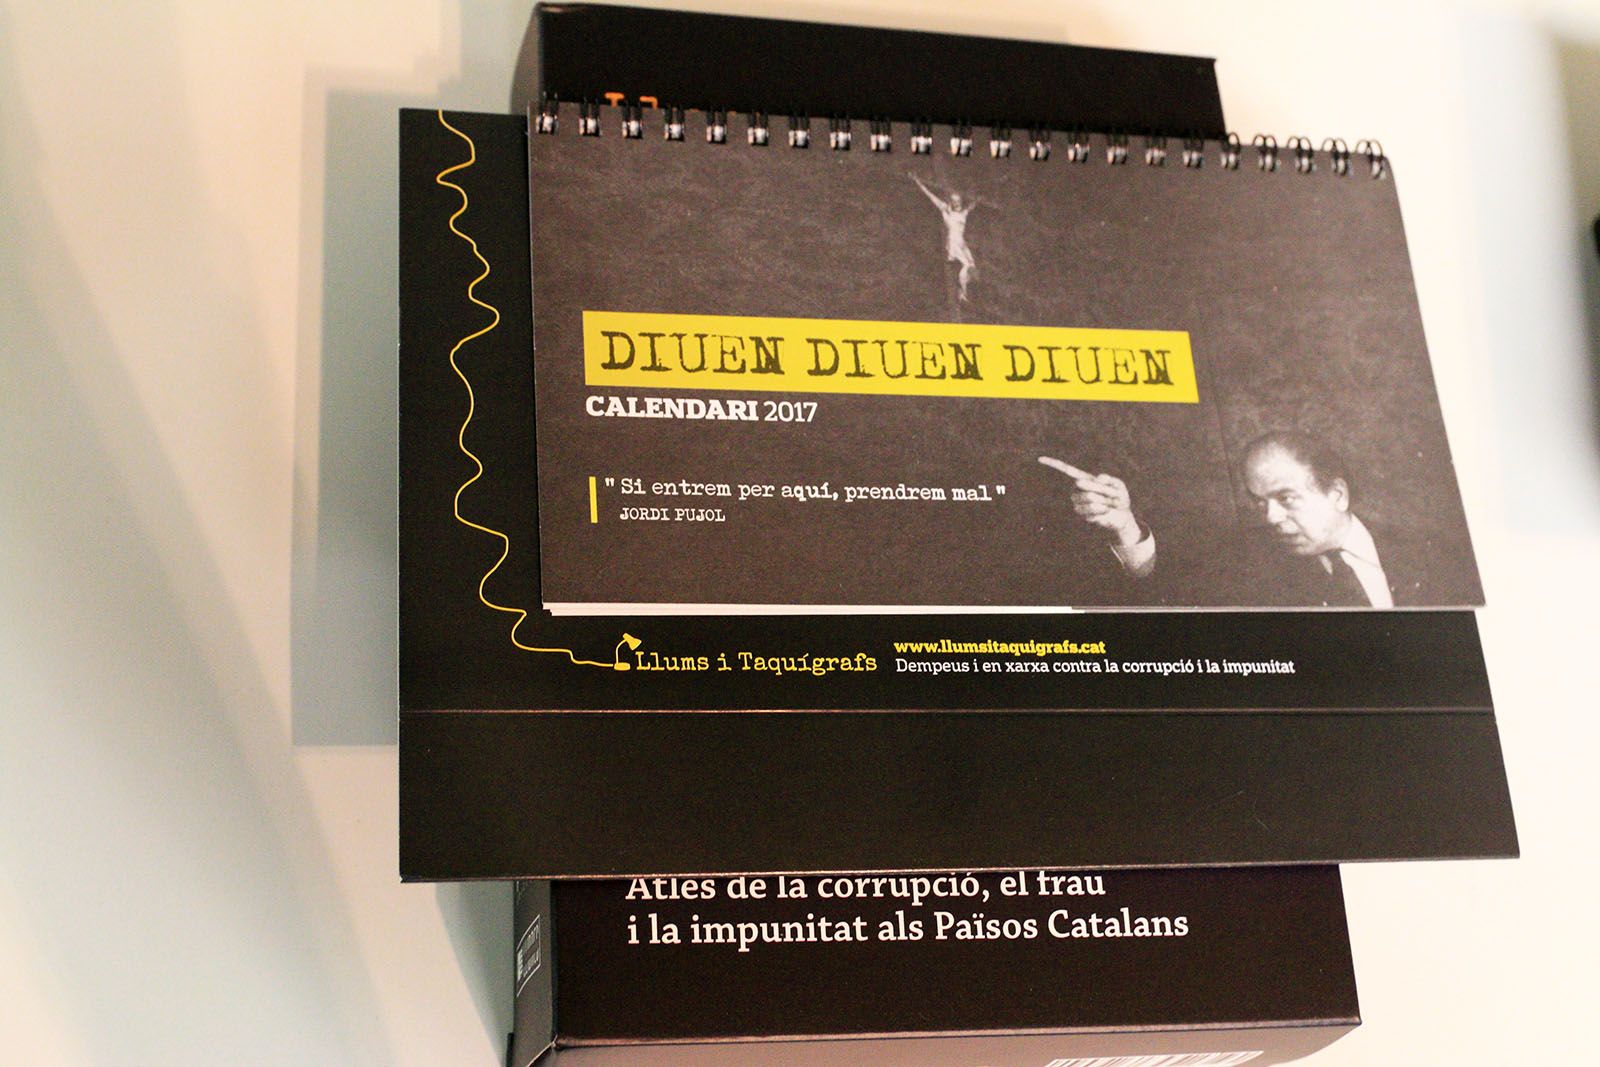 DIUEN DIUEN DIUEN
CALENDARI 2017
" Si entrem per aquí, prendrem mal "
JORDI PUJOL
Llums i Taquígrafs
www.llumsitaquigrafs.cat
Dempeus i en xarxa contra la corrupció i la impunitat
Atles de la corrupció, el frau
i la impunitat als Països Catalans